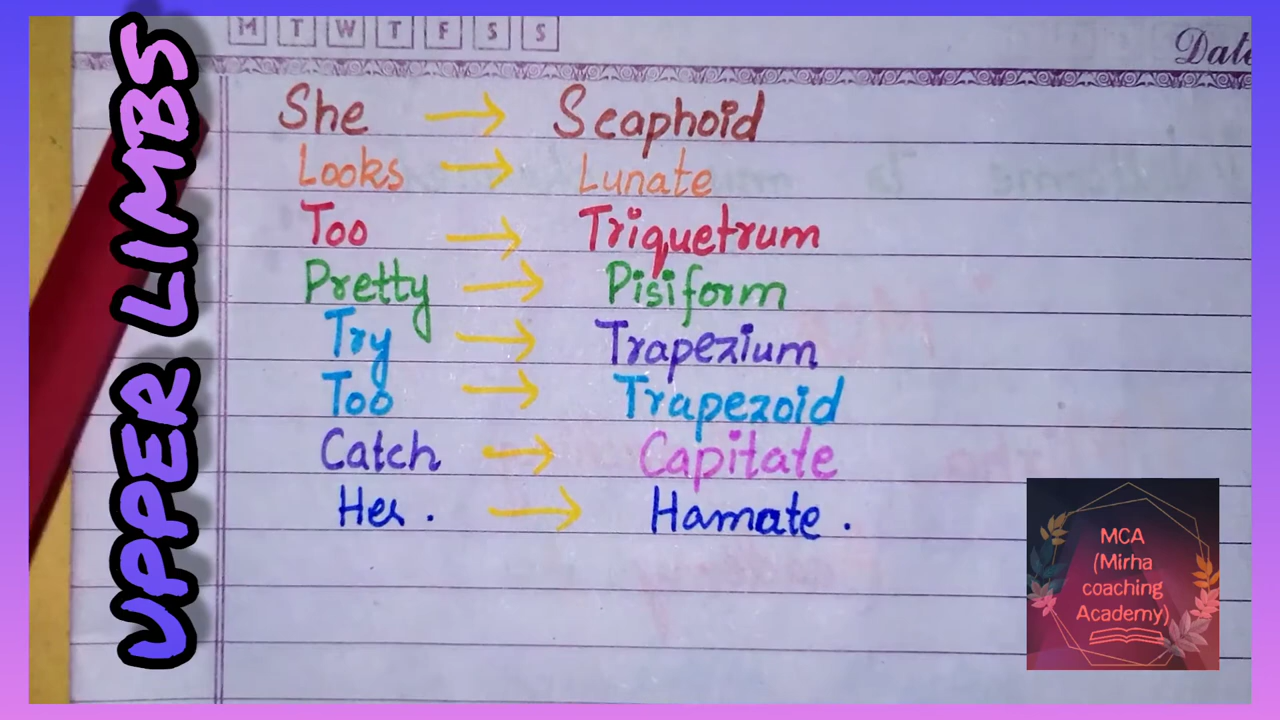 M T W T F S S
Date
UPPER LIMBS
She → Scaphoid
Looks → Lunate
Too → Triquetrum
Pretty → Pisiform
Try → Trapezium
Too → Trapezoid
Catch → Capitate
Her . → Hamate .
MCA
(Mirha
coaching
Academy)